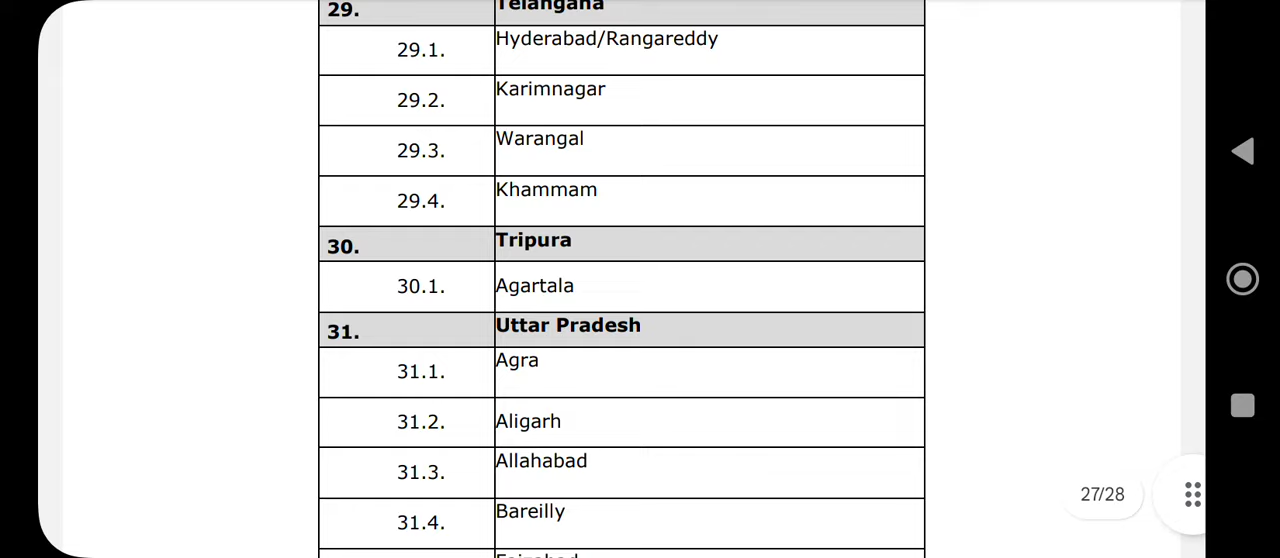 29. Telangana
29.1. Hyderabad/Rangareddy
29.2. Karimnagar
29.3. Warangal
29.4. Khammam
30. Tripura
30.1. Agartala
31. Uttar Pradesh
31.1. Agra
31.2. Aligarh
31.3. Allahabad
27/28
31.4. Bareilly